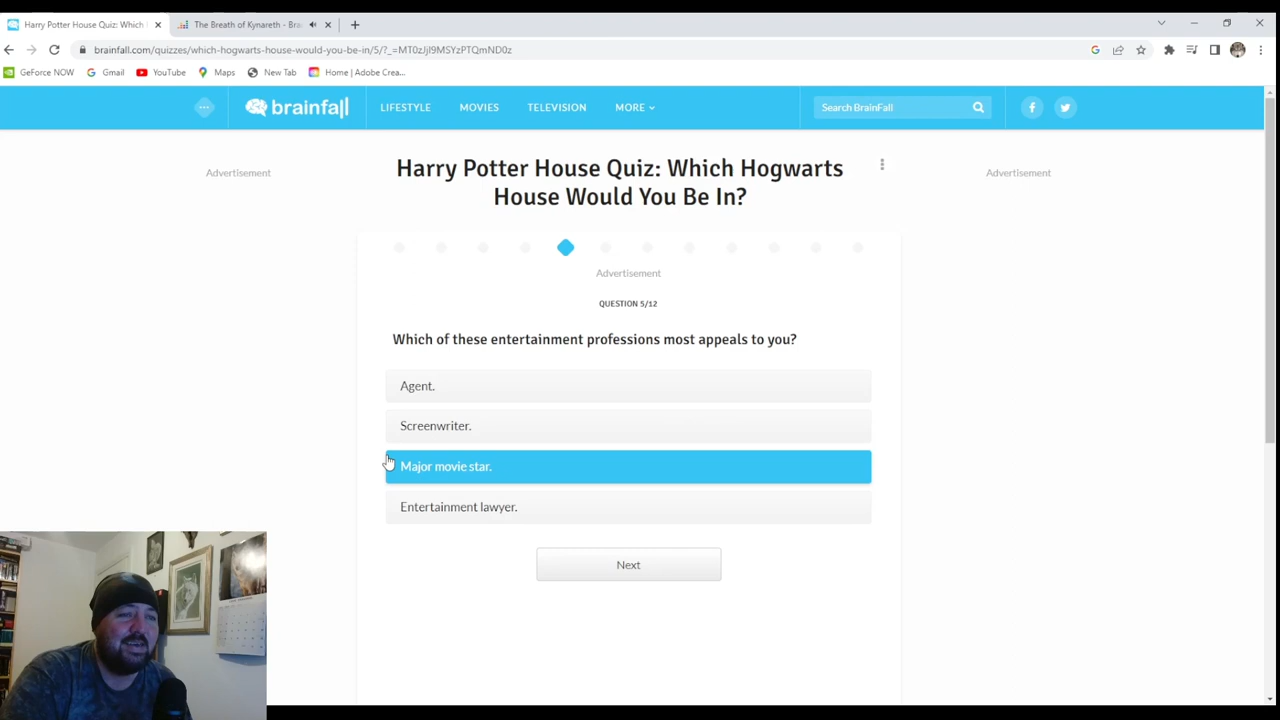 Harry Potter House Quiz: Which
The Breath of Kynareth - Bra
brainfall.com/quizzes/which-hogwarts-house-would-you-be-in/5/?_=MT0zJjI9MSYzPTQmND0z
GeForce NOW
Gmail
YouTube
Maps
New Tab
Home | Adobe Crea...
brainfall
LIFESTYLE
MOVIES
TELEVISION
MORE
Search BrainFall
Advertisement
Harry Potter House Quiz: Which Hogwarts
House Would You Be In?
Advertisement
Advertisement
QUESTION 5/12
Which of these entertainment professions most appeals to you?
Agent.
Screenwriter.
Major movie star.
Entertainment lawyer.
Next